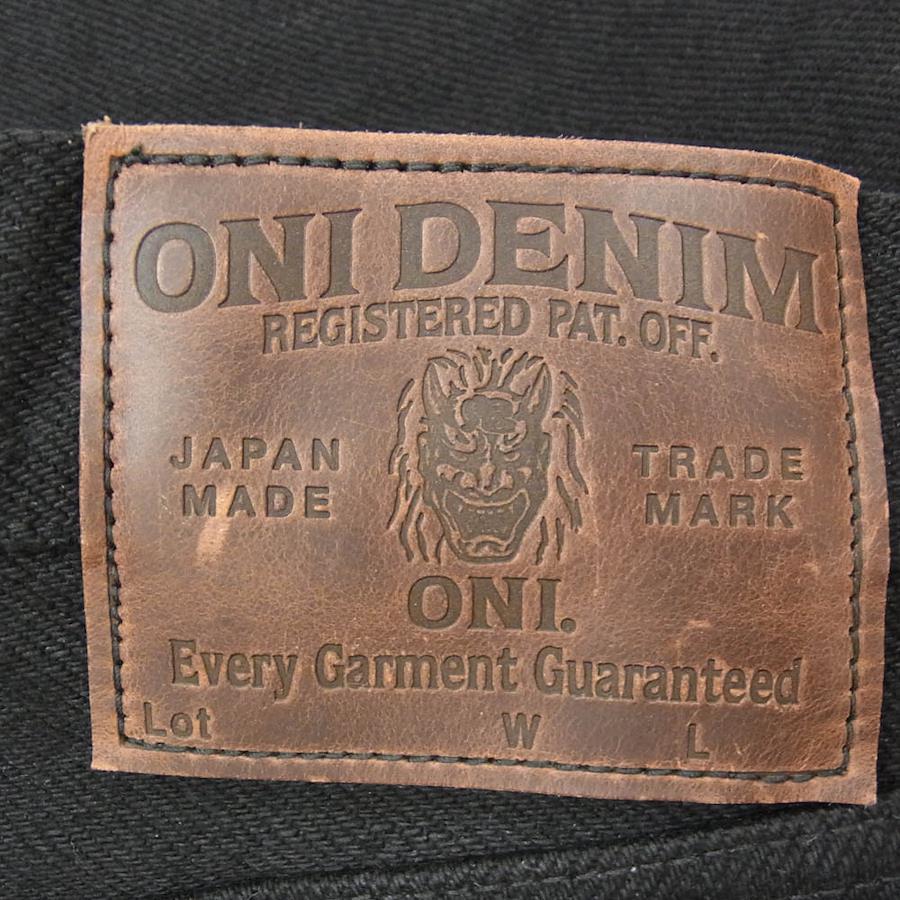 ONI DENIM
REGISTERED PAT. OFF.
JAPAN
MADE
TRADE
MARK
ONI.
Every Garment Guaranteed
Lot W L